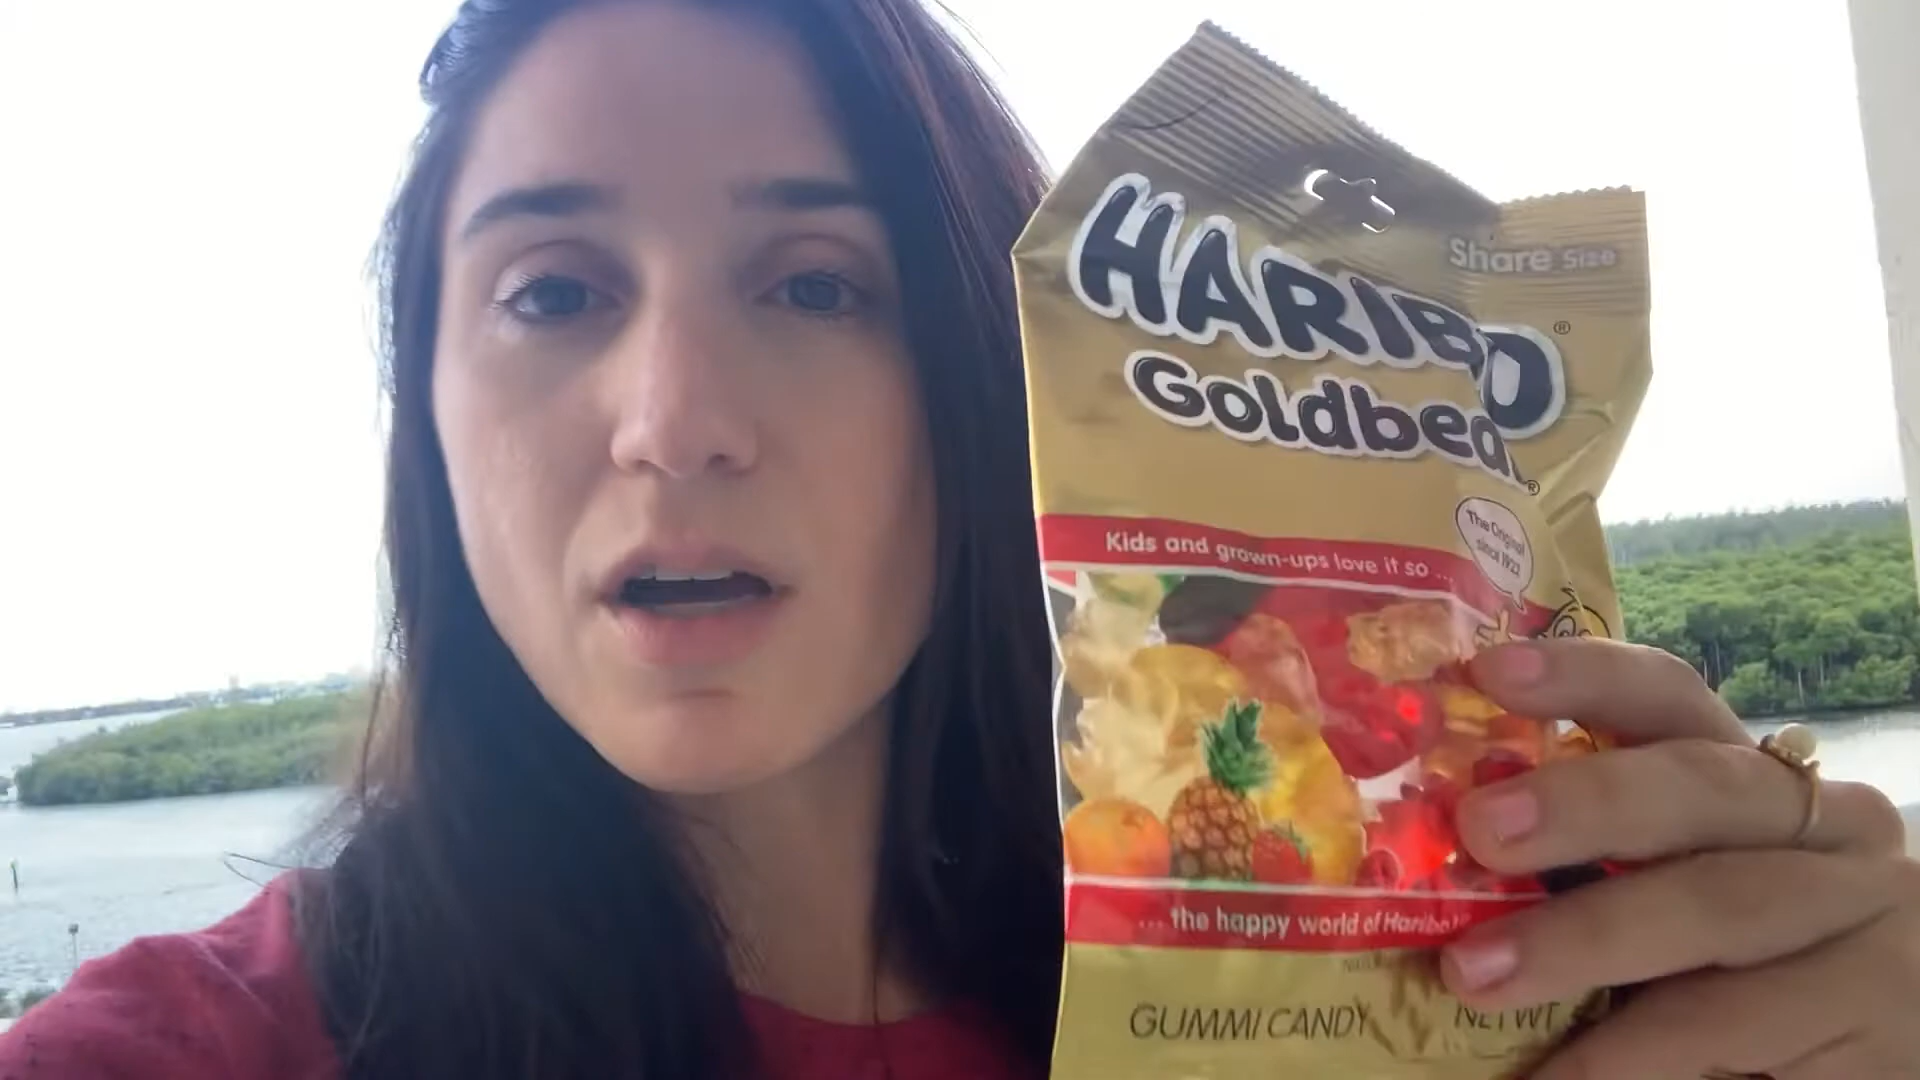 HARIBO®
Share Size
Goldbea ®
The Original
since 1922
Kids and grown-ups love it so ...
... the happy world of Haribo!
GUMMI CANDY
NET WT